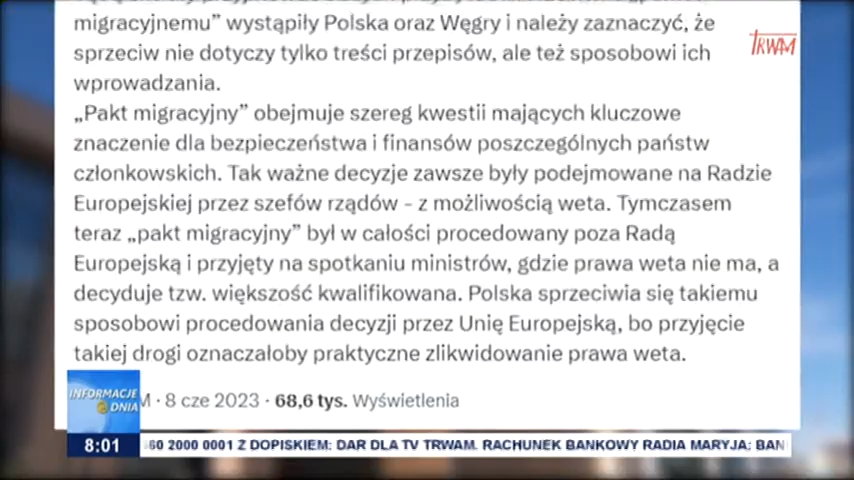 migracyjnemu” wystąpiły Polska oraz Węgry i należy zaznaczyć, że
sprzeciw nie dotyczy tylko treści przepisów, ale też sposobowi ich
wprowadzania.
„Pakt migracyjny” obejmuje szereg kwestii mających kluczowe
znaczenie dla bezpieczeństwa i finansów poszczególnych państw
członkowskich. Tak ważne decyzje zawsze były podejmowane na Radzie
Europejskiej przez szefów rządów - z możliwością weta. Tymczasem
teraz „pakt migracyjny” był w całości procedowany poza Radą
Europejską i przyjęty na spotkaniu ministrów, gdzie prawa weta nie ma, a
decyduje tzw. większość kwalifikowana. Polska sprzeciwia się takiemu
sposobowi procedowania decyzji przez Unię Europejską, bo przyjęcie
takiej drogi oznaczałoby praktyczne zlikwidowanie prawa weta.
M · 8 cze 2023 · 68,6 tys. Wyświetlenia
TRWAM
INFORMACJE
DNIA
8:01
60 2000 0001 Z DOPISKIEM: DAR DLA TV TRWAM. RACHUNEK BANKOWY RADIA MARYJA: BAN